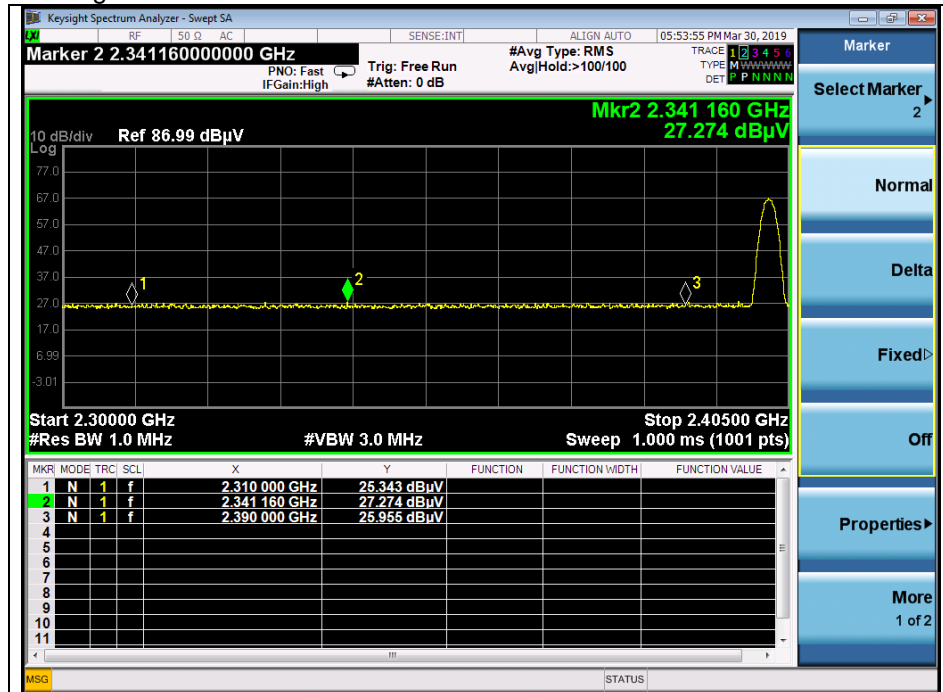 Keysight Spectrum Analyzer - Swept SA
LXI RF 50 Ω AC SENSE:INT ALIGN AUTO 05:53:55 PM Mar 30, 2019
Marker 2 2.341160000000 GHz
PNO: Fast
IFGain:High
Trig: Free Run
#Atten: 0 dB
#Avg Type: RMS
Avg|Hold:>100/100
TRACE 1 2 3 4 5 6
TYPE M WWWWW
DET P P N N N N
Mkr2 2.341 160 GHz
27.274 dBµV
10 dB/div Ref 86.99 dBµV
Log
77.0
67.0
57.0
47.0
37.0
27.0
17.0
6.99
-3.01
1
2
3
Start 2.30000 GHz Stop 2.40500 GHz
#Res BW 1.0 MHz #VBW 3.0 MHz Sweep 1.000 ms (1001 pts)
MKR MODE TRC SCL X Y FUNCTION FUNCTION WIDTH FUNCTION VALUE
1 N 1 f 2.310 000 GHz 25.343 dBµV
2 N 1 f 2.341 160 GHz 27.274 dBµV
3 N 1 f 2.390 000 GHz 25.955 dBµV
4
5
6
7
8
9
10
11
MSG STATUS
Marker
Select Marker
2
Normal
Delta
Fixed
Off
Properties
More
1 of 2